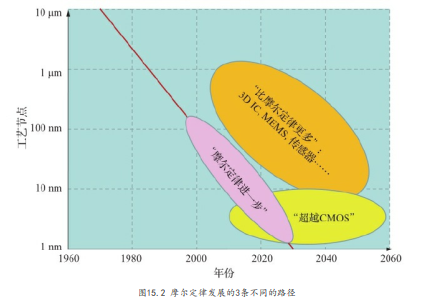 10 μm
1 μm
100 nm
10 nm
1 nm
工艺节点
“比摩尔定律更多”：
3D IC, MEMS, 传感器……
“摩尔定律进一步”
“超越CMOS”
1960
1980
2000
2020
2040
2060
年份
图15.2 摩尔定律发展的3条不同的路径